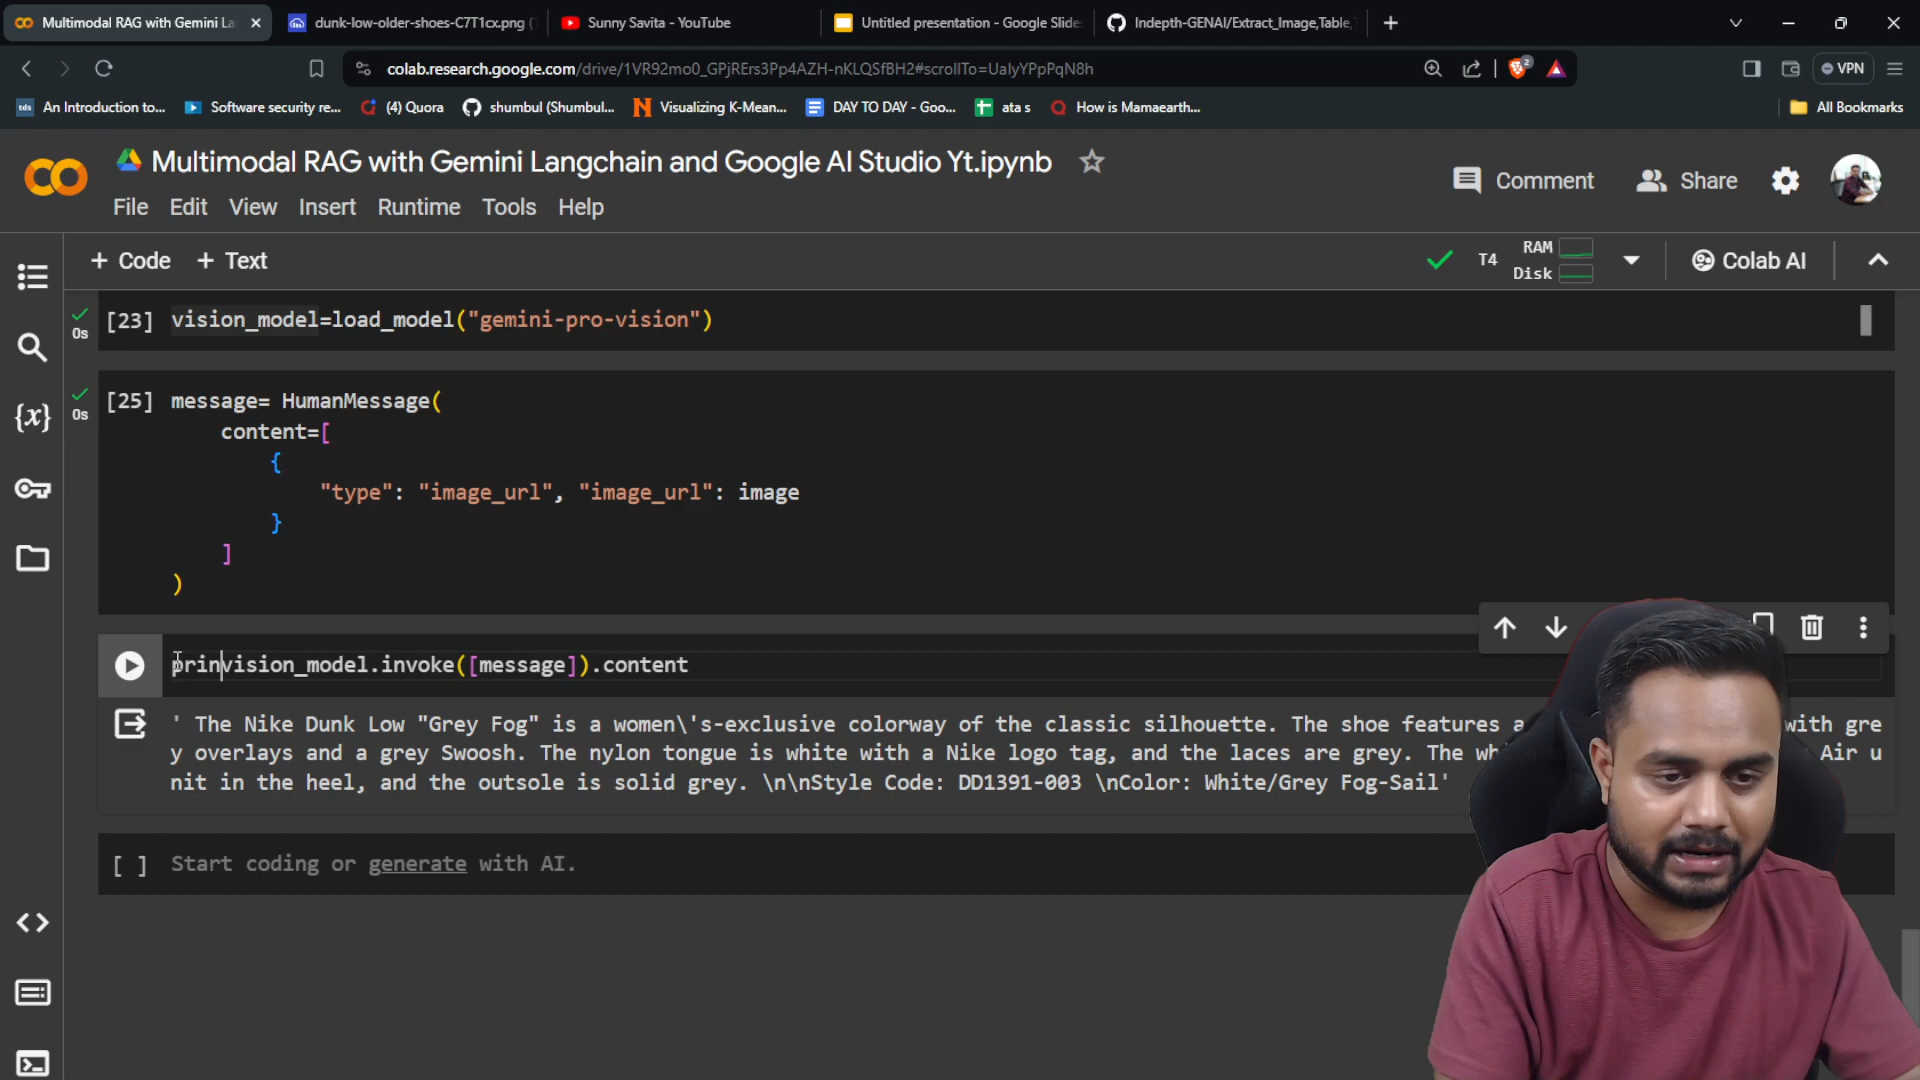 Multimodal RAG with Gemini La
dunk-low-older-shoes-C7T1cx.png (
Sunny Savita - YouTube
Untitled presentation - Google Slide
Indepth-GENAI/Extract_Image,Table,
colab.research.google.com/drive/1VR92mo0_GPjRErs3Pp4AZH-nKLQSfBH2#scrollTo=UaIyYPpPqN8h
2
VPN
tds An Introduction to...
Software security re...
(4) Quora
shumbul (Shumbul...
Visualizing K-Mean...
DAY TO DAY - Goo...
ata s
How is Mamaearth...
All Bookmarks
Multimodal RAG with Gemini Langchain and Google AI Studio Yt.ipynb
Comment
Share
File Edit View Insert Runtime Tools Help
+ Code + Text
T4
RAM
Disk
Colab AI
0s [23] vision_model=load_model("gemini-pro-vision")
0s [25] message= HumanMessage(
content=[
{
"type": "image_url", "image_url": image
}
]
)
prinvision_model.invoke([message]).content
' The Nike Dunk Low "Grey Fog" is a women\'s-exclusive colorway of the classic silhouette. The shoe features a with gre
y overlays and a grey Swoosh. The nylon tongue is white with a Nike logo tag, and the laces are grey. The Air u
nit in the heel, and the outsole is solid grey. \n\nStyle Code: DD1391-003 \nColor: White/Grey Fog-Sail'
[ ] Start coding or generate with AI.